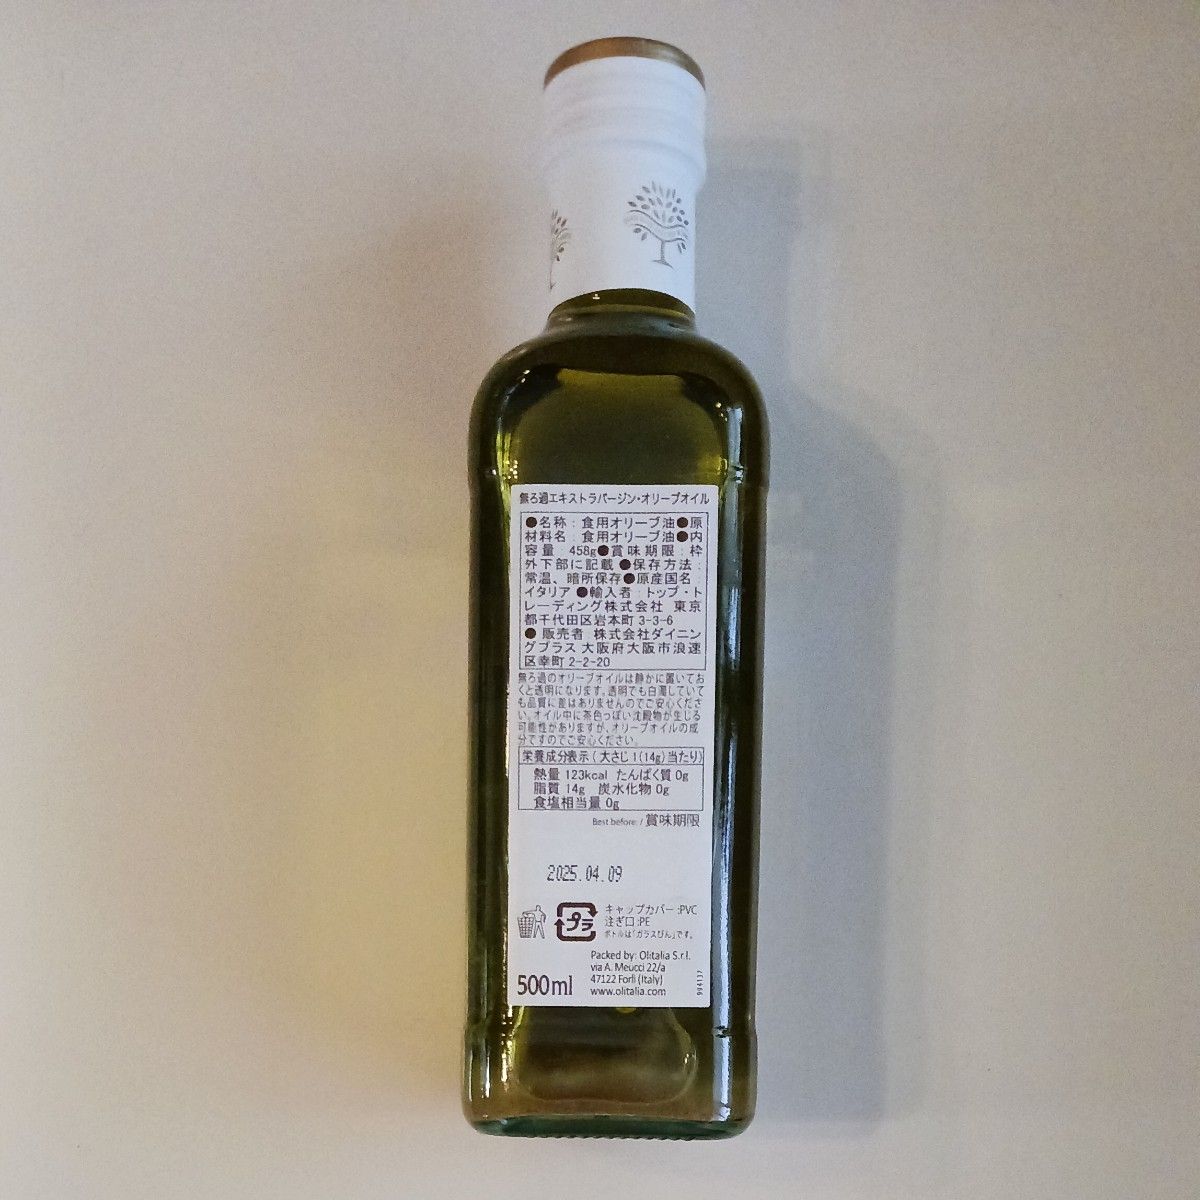 無ろ過エキストラバージン・オリーブオイル
●名称：食用オリーブ油●原
材料名：食用オリーブ油●内
容量：458g●賞味期限：枠
外下部に記載 ●保存方法：
常温、暗所保存●原産国名：
イタリア ●輸入者：トップ・ト
レーディング株式会社 東京
都千代田区岩本町 3-3-6
● 販売者 株式会社ダイニン
グプラス 大阪府大阪市浪速
区幸町 2-2-20
無ろ過のオリーブオイルは静かに置いてお
くと透明になります。透明でも白濁していて
も品質に差はありませんのでご安心くださ
い。オイル中に茶色っぽい沈殿物が生じる
可能性がありますが、オリーブオイルの成
分ですのでご安心ください。
栄養成分表示（大さじ1(14g)当たり）
熱量 123kcal たんぱく質 0g
脂質 14g 炭水化物 0g
食塩相当量 0g
Best before: / 賞味期限
2025.04.09
プラ
キャップカバー:PVC
注ぎ口:PE
ボトルは「ガラスびん」です。
Packed by: Olitalia S.r.l.
via A. Meucci 22/a
47122 Forlì (Italy)
www.olitalia.com
500ml